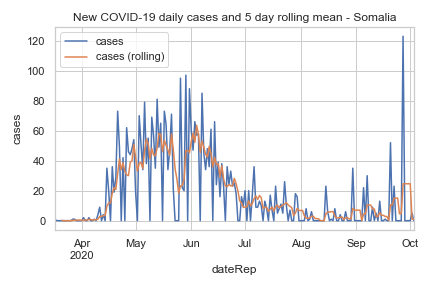 New COVID-19 daily cases and 5 day rolling mean - Somalia
cases
cases (rolling)
120
100
80
60
40
20
0
cases
Apr
2020
May
Jun
Jul
Aug
Sep
Oct
dateRep